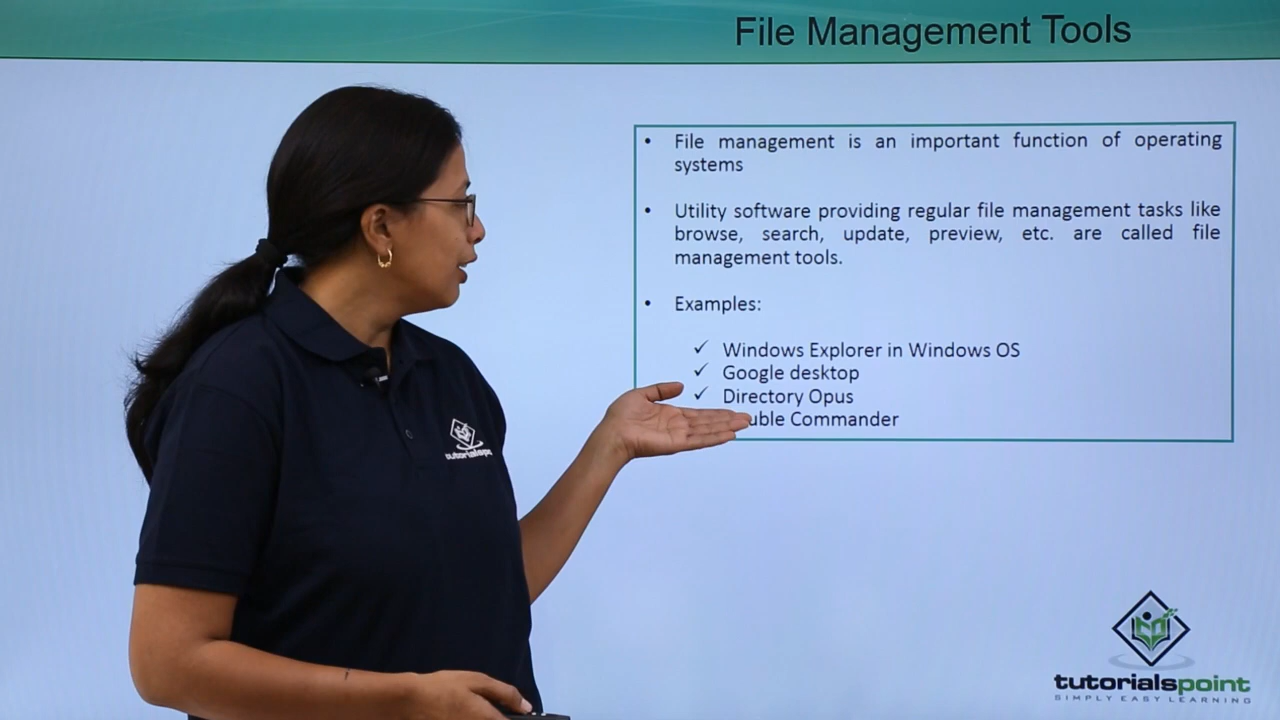 File Management Tools
• File management is an important function of operating
systems
• Utility software providing regular file management tasks like
browse, search, update, preview, etc. are called file
management tools.
• Examples:
✓ Windows Explorer in Windows OS
✓ Google desktop
✓ Directory Opus
Commander
tutorialspoint
SIMPLY EASY LEARNING